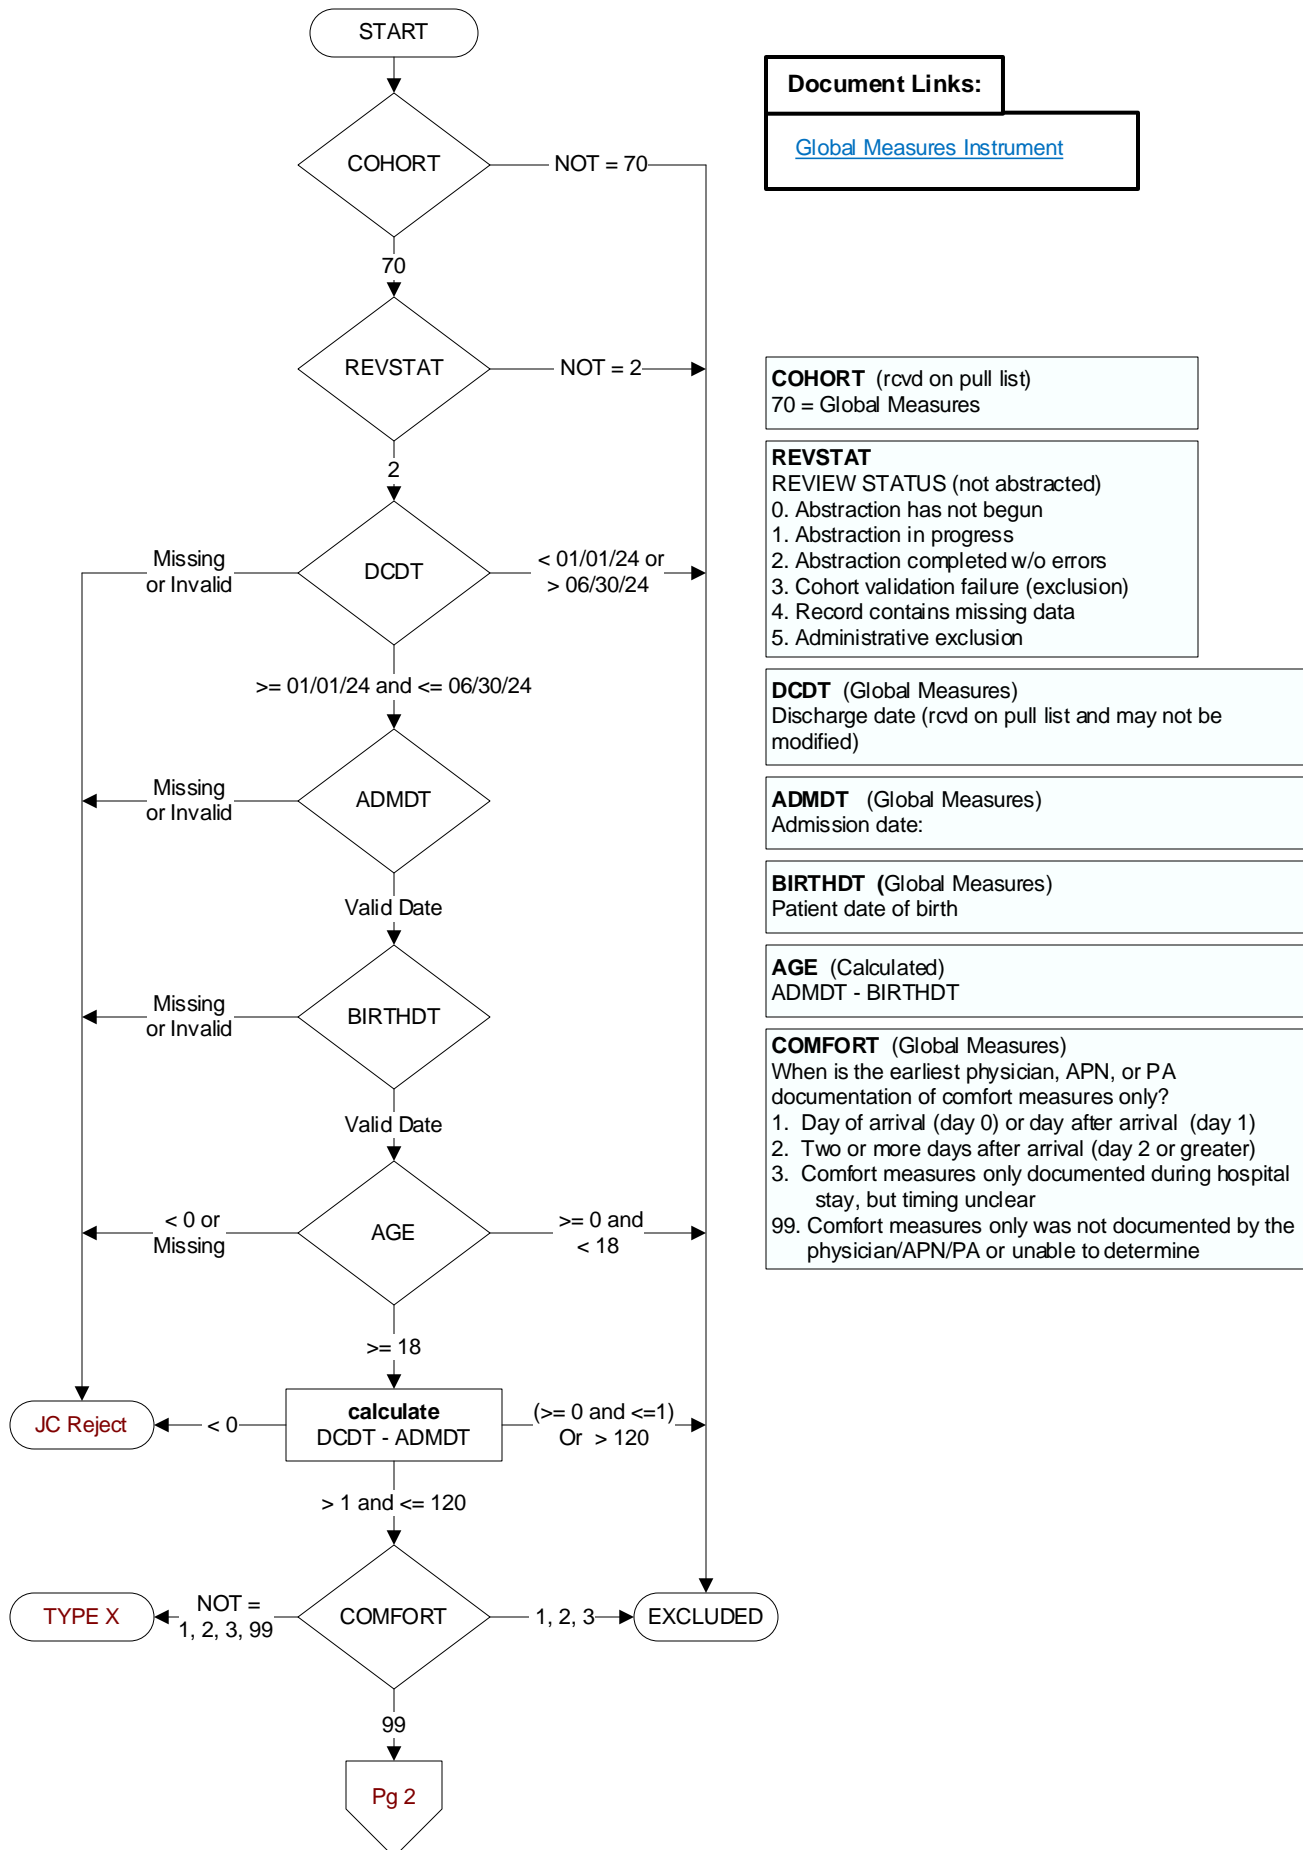 START
COHORT
NOT = 70
70
REVSTAT
NOT = 2
2
Missing
or Invalid
DCDT
< 01/01/24 or
> 06/30/24
>= 01/01/24 and <= 06/30/24
Missing
or Invalid
ADMDT
Valid Date
Missing
or Invalid
BIRTHDT
Valid Date
< 0 or
Missing
AGE
>= 0 and
< 18
>= 18
JC Reject
< 0
calculate
DCDT - ADMDT
(>= 0 and <=1)
Or > 120
> 1 and <= 120
TYPE X
NOT =
1, 2, 3, 99
COMFORT
1, 2, 3
EXCLUDED
99
Pg 2
Document Links:
Global Measures Instrument
COHORT (rcvd on pull list)
70 = Global Measures
REVSTAT
REVIEW STATUS (not abstracted)
0. Abstraction has not begun
1. Abstraction in progress
2. Abstraction completed w/o errors
3. Cohort validation failure (exclusion)
4. Record contains missing data
5. Administrative exclusion
DCDT (Global Measures)
Discharge date (rcvd on pull list and may not be
modified)
ADMDT (Global Measures)
Admission date:
BIRTHDT (Global Measures)
Patient date of birth
AGE (Calculated)
ADMDT - BIRTHDT
COMFORT (Global Measures)
When is the earliest physician, APN, or PA
documentation of comfort measures only?
1. Day of arrival (day 0) or day after arrival (day 1)
2. Two or more days after arrival (day 2 or greater)
3. Comfort measures only documented during hospital
stay, but timing unclear
99. Comfort measures only was not documented by the
physician/APN/PA or unable to determine